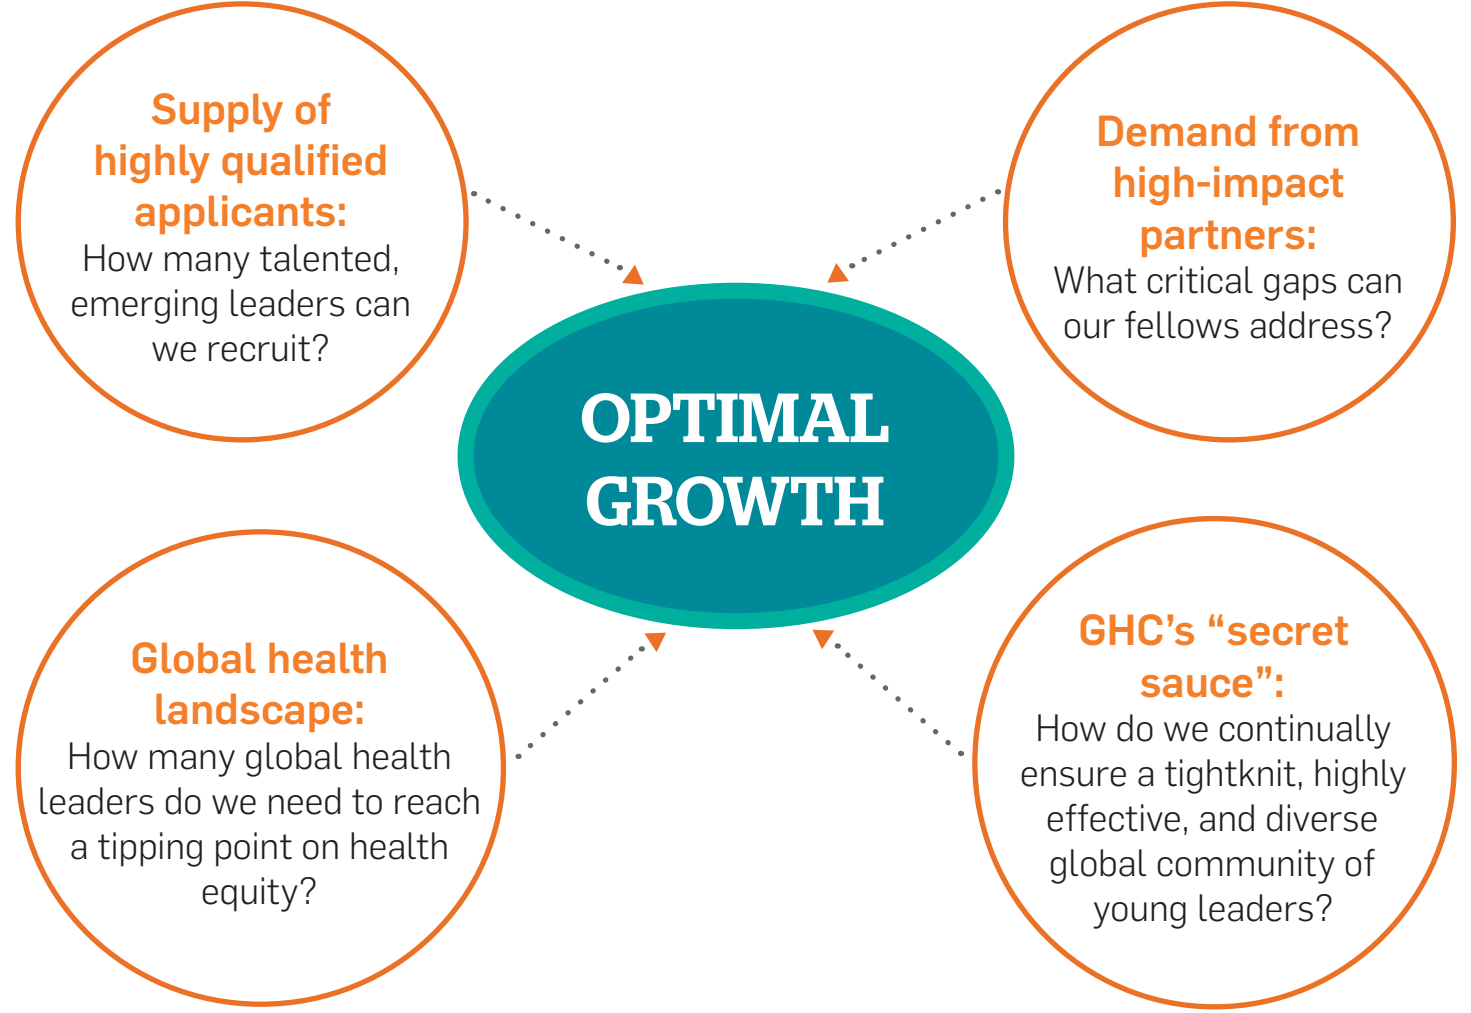 Supply of
highly qualified
applicants:
How many talented,
emerging leaders can
we recruit?
Demand from
high-impact
partners:
What critical gaps can
our fellows address?
OPTIMAL
GROWTH
Global health
landscape:
How many global health
leaders do we need to reach
a tipping point on health
equity?
GHC’s “secret
sauce”:
How do we continually
ensure a tightknit, highly
effective, and diverse
global community of
young leaders?